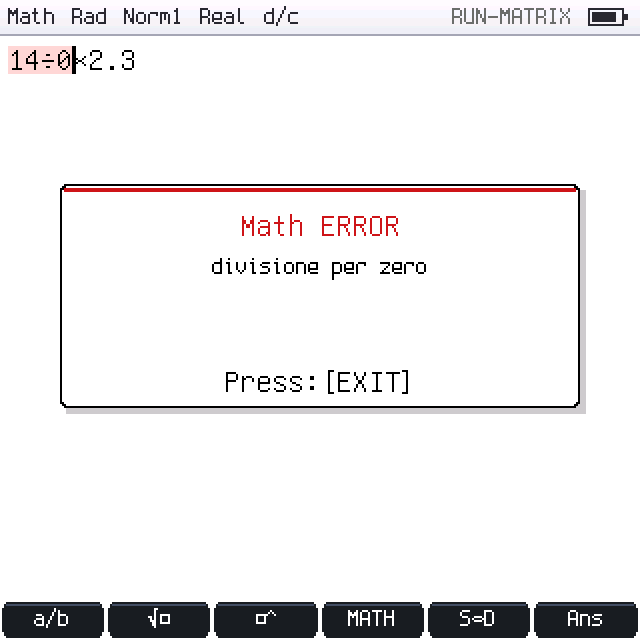 Math Rad Norm1 Real d/c RUN-MATRIX
14÷0×2.3
Math ERROR
divisione per zero
Press:[EXIT]
a/b √□ □^ MATH S=D Ans